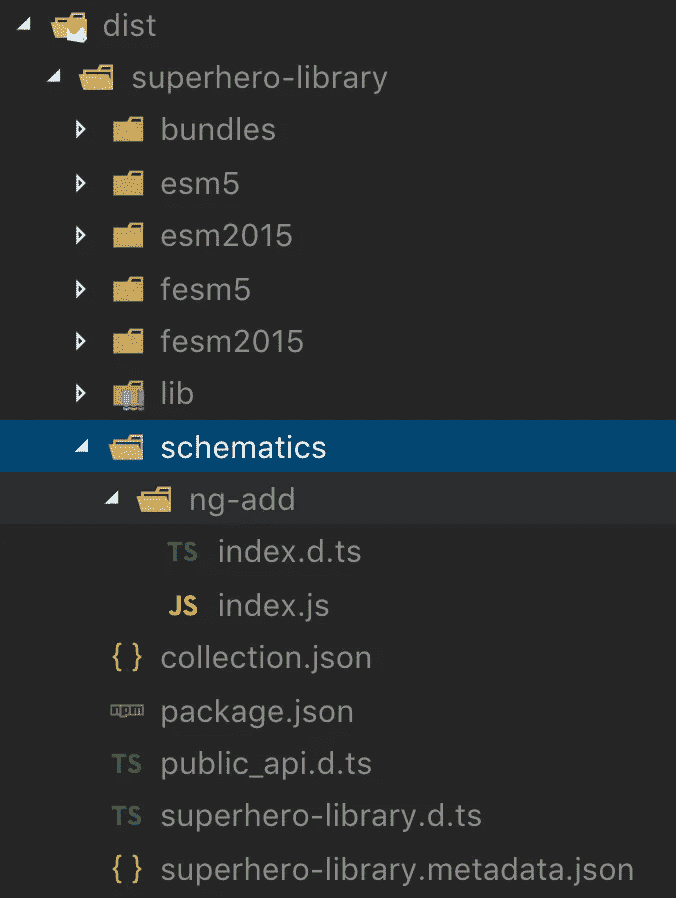 dist
superhero-library
bundles
esm5
esm2015
fesm5
fesm2015
lib
schematics
ng-add
TS index.d.ts
JS index.js
{ } collection.json
npm package.json
TS public_api.d.ts
TS superhero-library.d.ts
{ } superhero-library.metadata.json